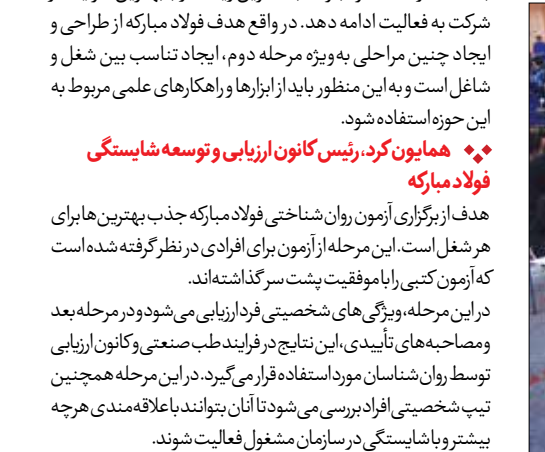 شرکت به فعالیت ادامه دهد. در واقع هدف فولاد مبارکه از طراحی و
ایجاد چنین مراحلی به‌ویژه مرحله دوم، ایجاد تناسب بین شغل و
شاغل است و به این منظور باید از ابزارها و راهکارهای علمی مربوط به
این حوزه استفاده شود.
همایون کرد، رئیس کانون ارزیابی و توسعه شایستگی
فولاد مبارکه
هدف از برگزاری آزمون روان‌شناختی فولاد مبارکه جذب بهترین‌ها برای
هر شغل است. این مرحله از آزمون برای افرادی در نظر گرفته شده است
که آزمون کتبی را با موفقیت پشت سر گذاشته‌اند.
در این مرحله، ویژگی‌های شخصیتی فرد ارزیابی می‌شود و در مرحله بعد
و مصاحبه‌های تأییدی، این نتایج در فرایند طب صنعتی و کانون ارزیابی
توسط روان‌شناسان مورد استفاده قرار می‌گیرد. در این مرحله همچنین
تیپ شخصیتی افراد بررسی می‌شود تا آنان بتوانند با علاقه‌مندی هرچه
بیشتر و با شایستگی در سازمان مشغول فعالیت شوند.